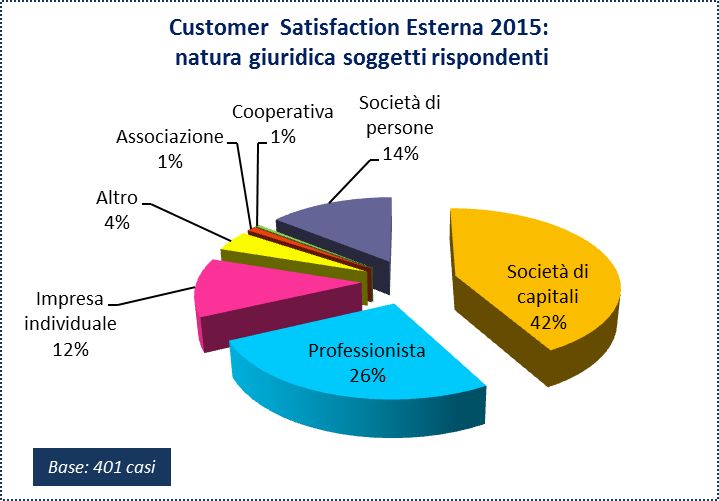 Customer Satisfaction Esterna 2015:
natura giuridica soggetti rispondenti
Cooperativa
1%
Società di
persone
14%
Associazione
1%
Altro
4%
Società di
capitali
42%
Impresa
individuale
12%
Professionista
26%
Base: 401 casi